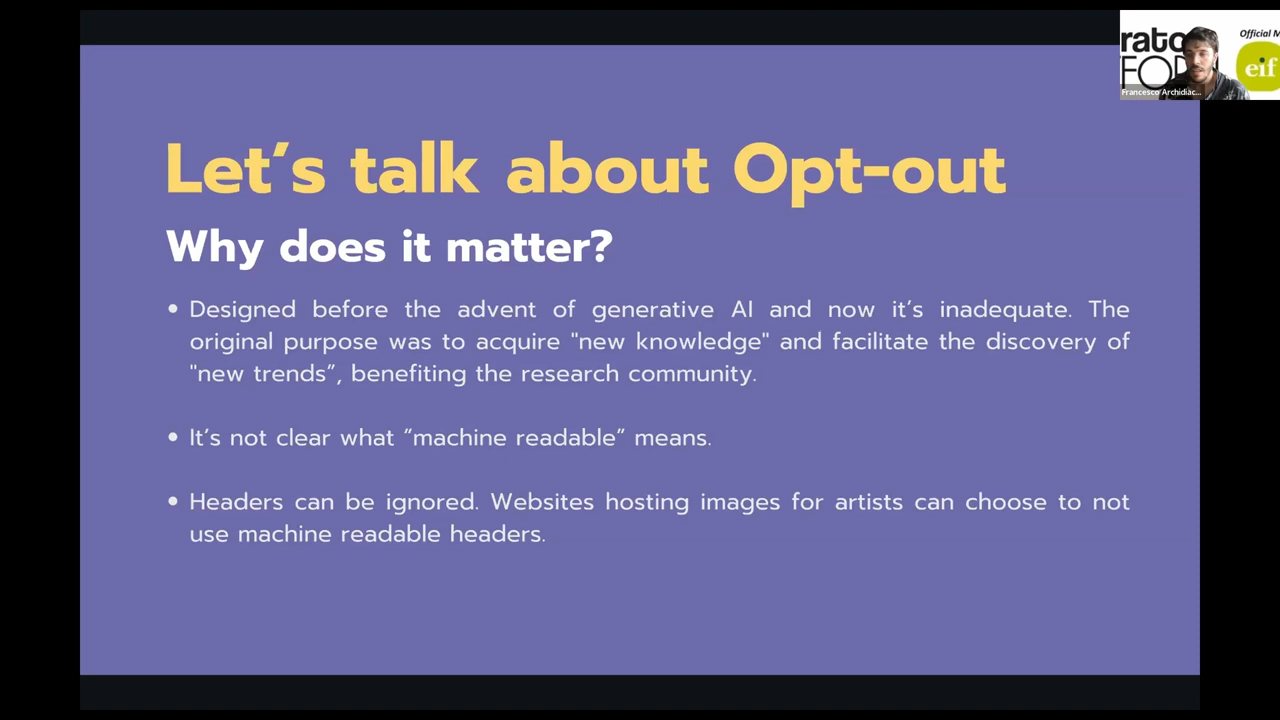 Official M
rato
FOR
eif
Francesco Archidiac...
Let’s talk about Opt-out
Why does it matter?
• Designed before the advent of generative AI and now it’s inadequate. The
original purpose was to acquire "new knowledge" and facilitate the discovery of
"new trends”, benefiting the research community.
• It’s not clear what “machine readable” means.
• Headers can be ignored. Websites hosting images for artists can choose to not
use machine readable headers.